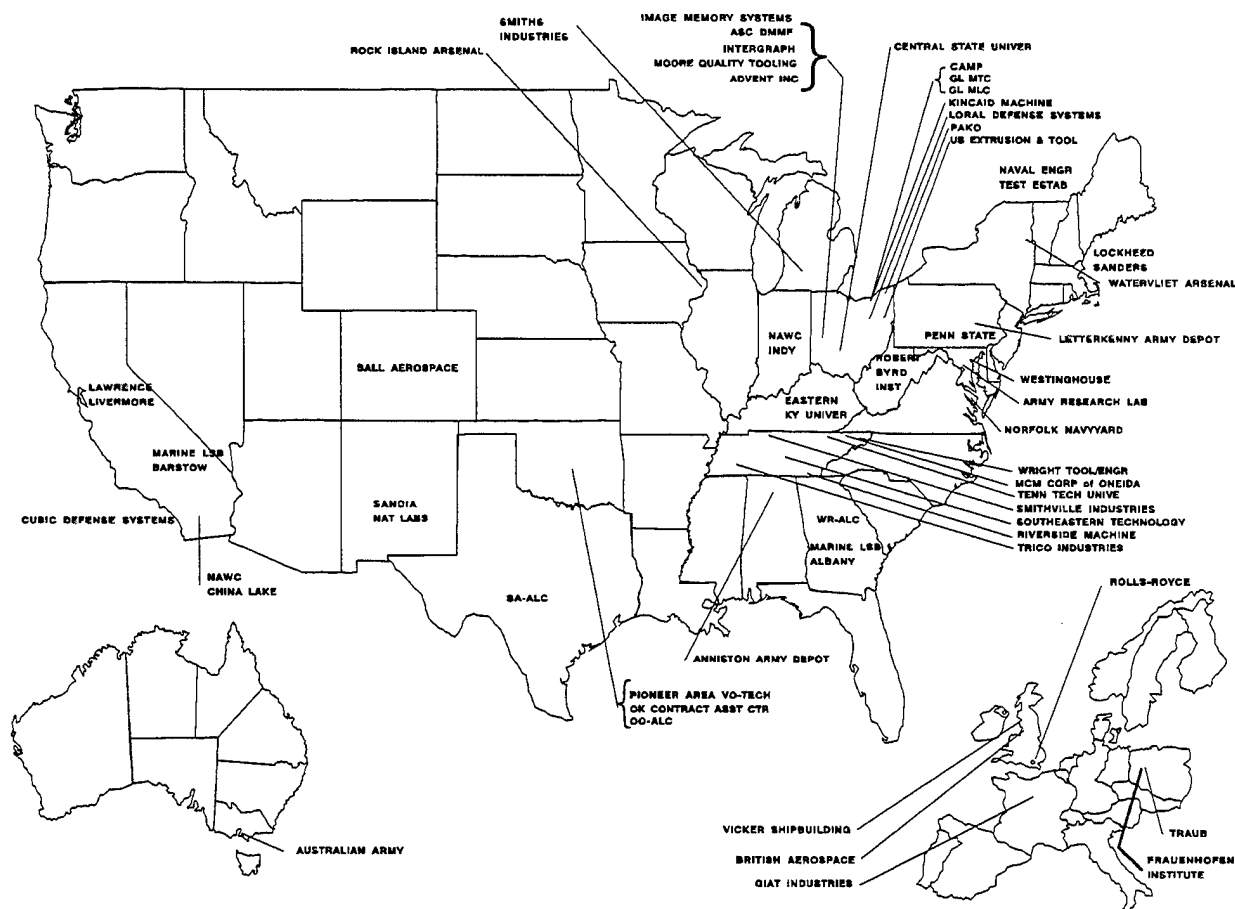 SMITHS
INDUSTRIES
ROCK ISLAND ARSENAL
IMAGE MEMORY SYSTEMS
ASC DMMF
INTERGRAPH
MOORE QUALITY TOOLING
ADVENT INC
CENTRAL STATE UNIVER
CAMP
GL MTC
GL MLC
KINCAID MACHINE
LORAL DEFENSE SYSTEMS
PAKO
US EXTRUSION & TOOL
NAVAL ENGR
TEST ESTAB
LOCKHEED
SANDERS
WATERVLIET ARSENAL
NAWC
INDY
PENN STATE
LETTERKENNY ARMY DEPOT
BALL AEROSPACE
ROBERT
BYRD
INST
WESTINGHOUSE
LAWRENCE
LIVERMORE
EASTERN
KY UNIVER
ARMY RESEARCH LAB
NORFOLK NAVYYARD
MARINE LSB
BARSTOW
WRIGHT TOOL/ENGR
MCM CORP of ONEIDA
TENN TECH UNIVE
SMITHVILLE INDUSTRIES
SOUTHEASTERN TECHNOLOGY
RIVERSIDE MACHINE
TRICO INDUSTRIES
SANDIA
NAT LABS
CUBIC DEFENSE SYSTEMS
WR-ALC
MARINE LSB
ALBANY
NAWC
CHINA LAKE
SA-ALC
ROLLS-ROYCE
ANNISTON ARMY DEPOT
PIONEER AREA VO-TECH
OK CONTRACT ASST CTR
OO-ALC
VICKER SHIPBUILDING
TRAUB
AUSTRALIAN ARMY
BRITISH AEROSPACE
FRAUENHOFEN
INSTITUTE
GIAT INDUSTRIES